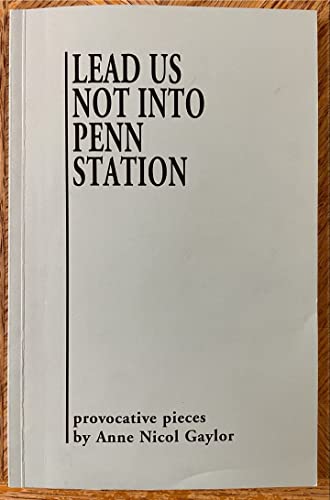 LEAD US
NOT INTO
PENN
STATION
provocative pieces
by Anne Nicol Gaylor